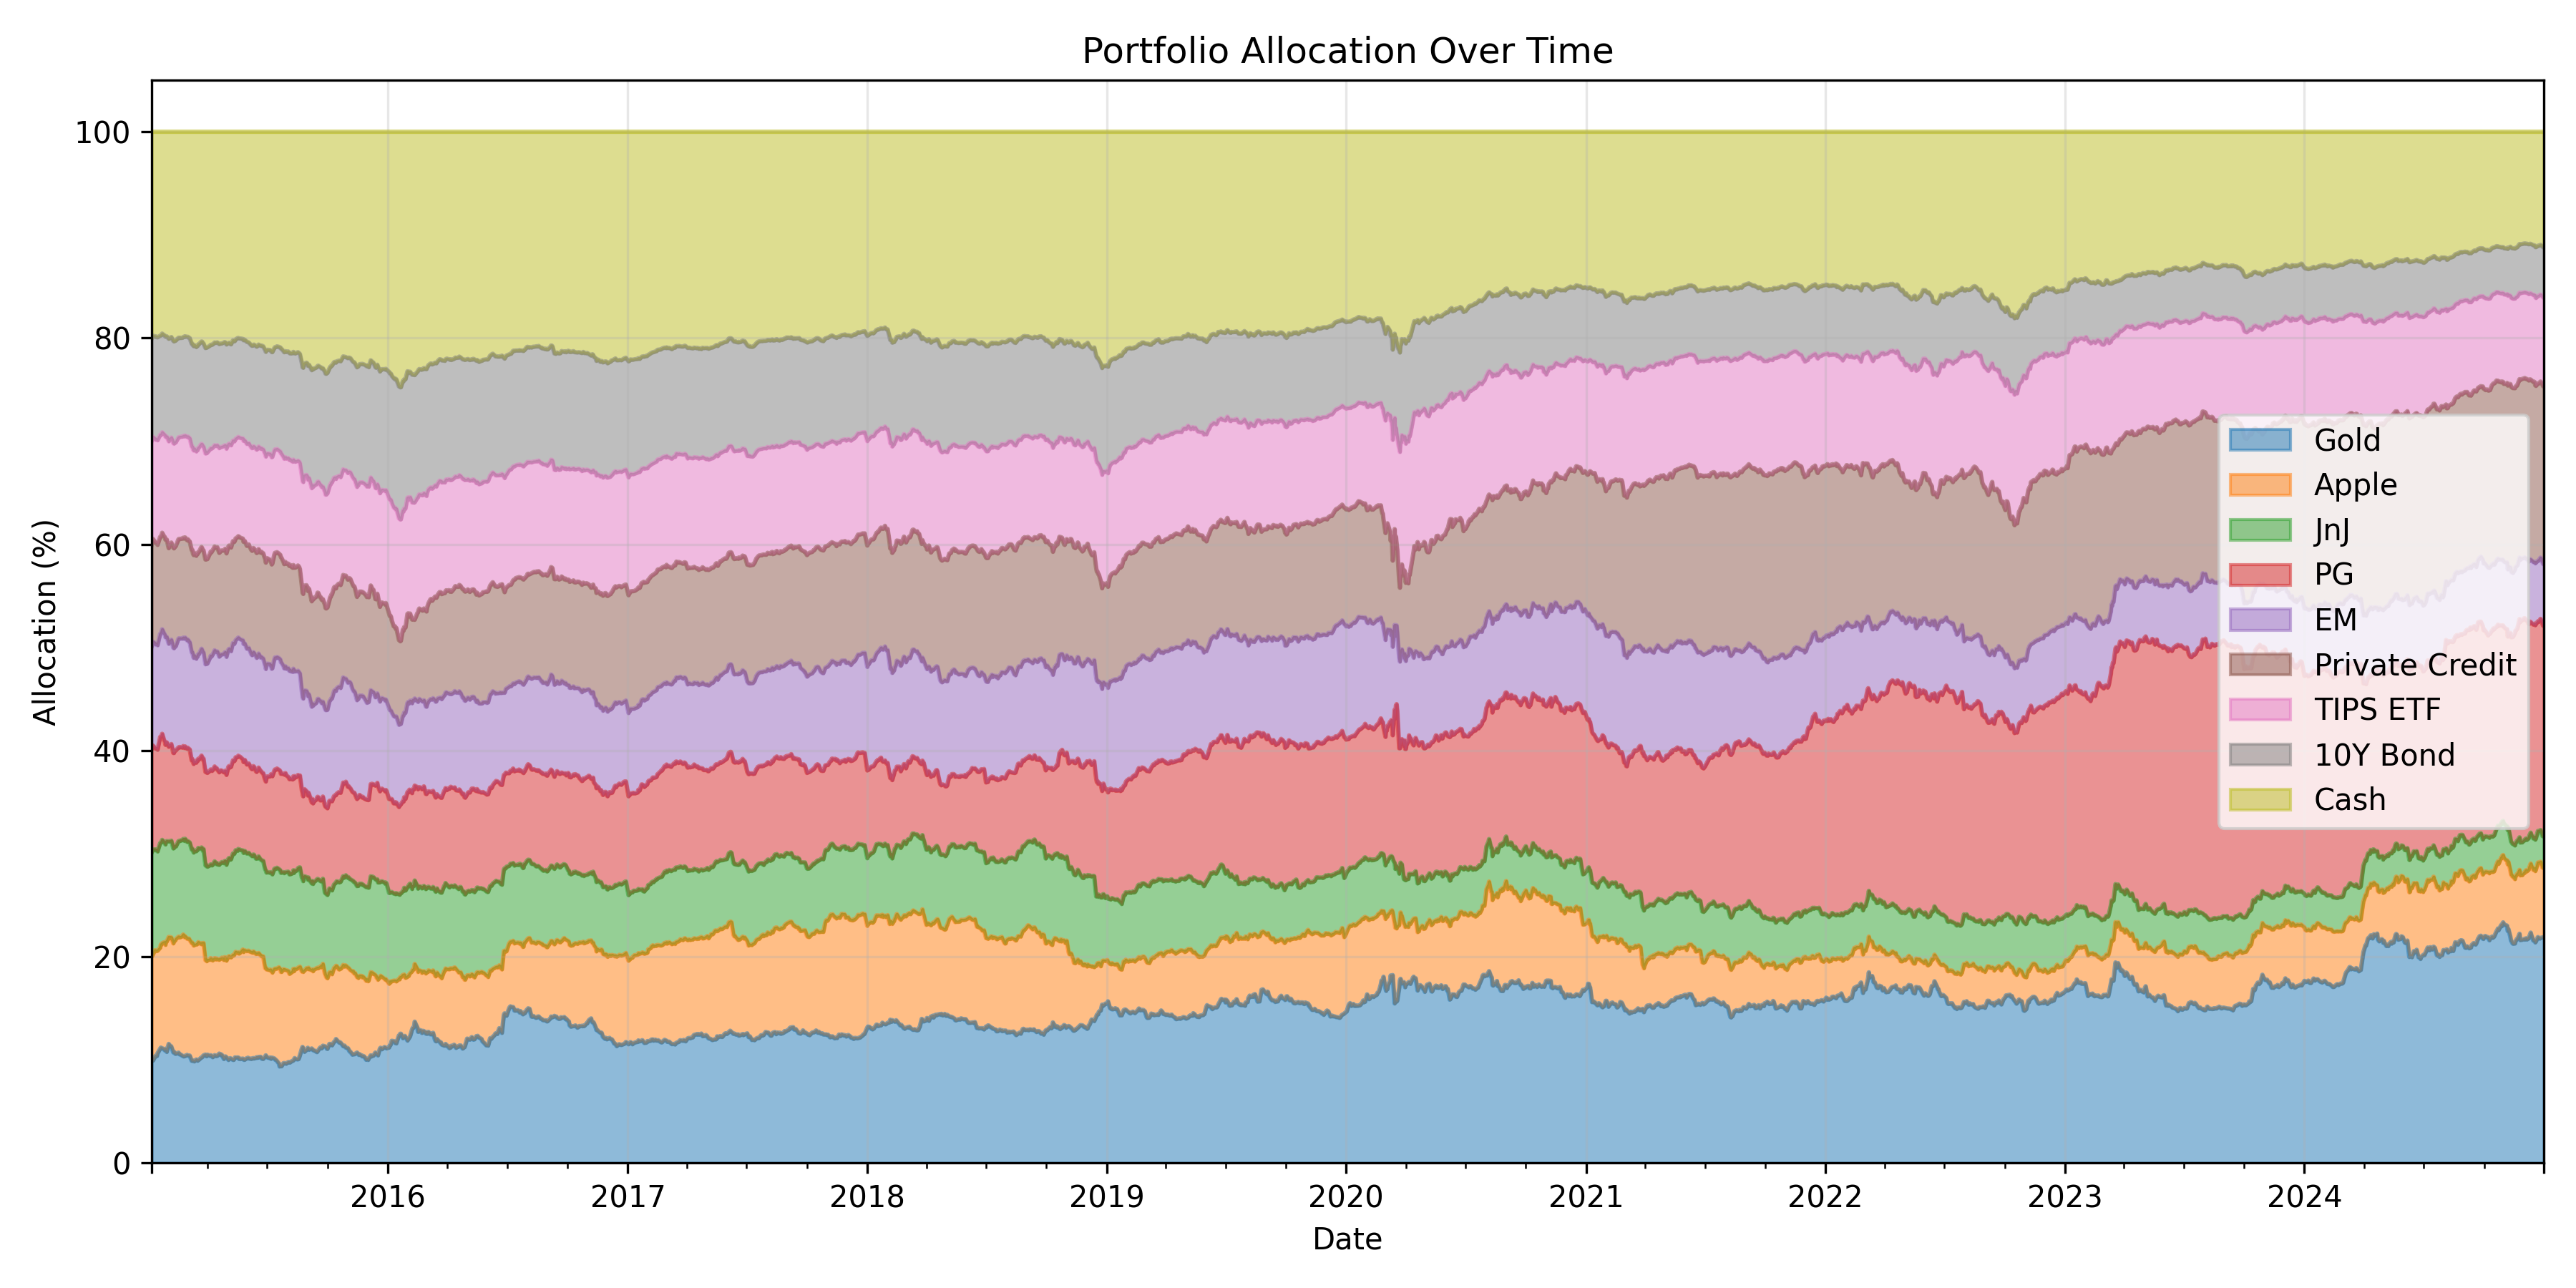 Portfolio Allocation Over Time
Allocation (%)
100
80
60
40
20
0
Gold
Apple
JnJ
PG
EM
Private Credit
TIPS ETF
10Y Bond
Cash
2016 2017 2018 2019 2020 2021 2022 2023 2024
Date